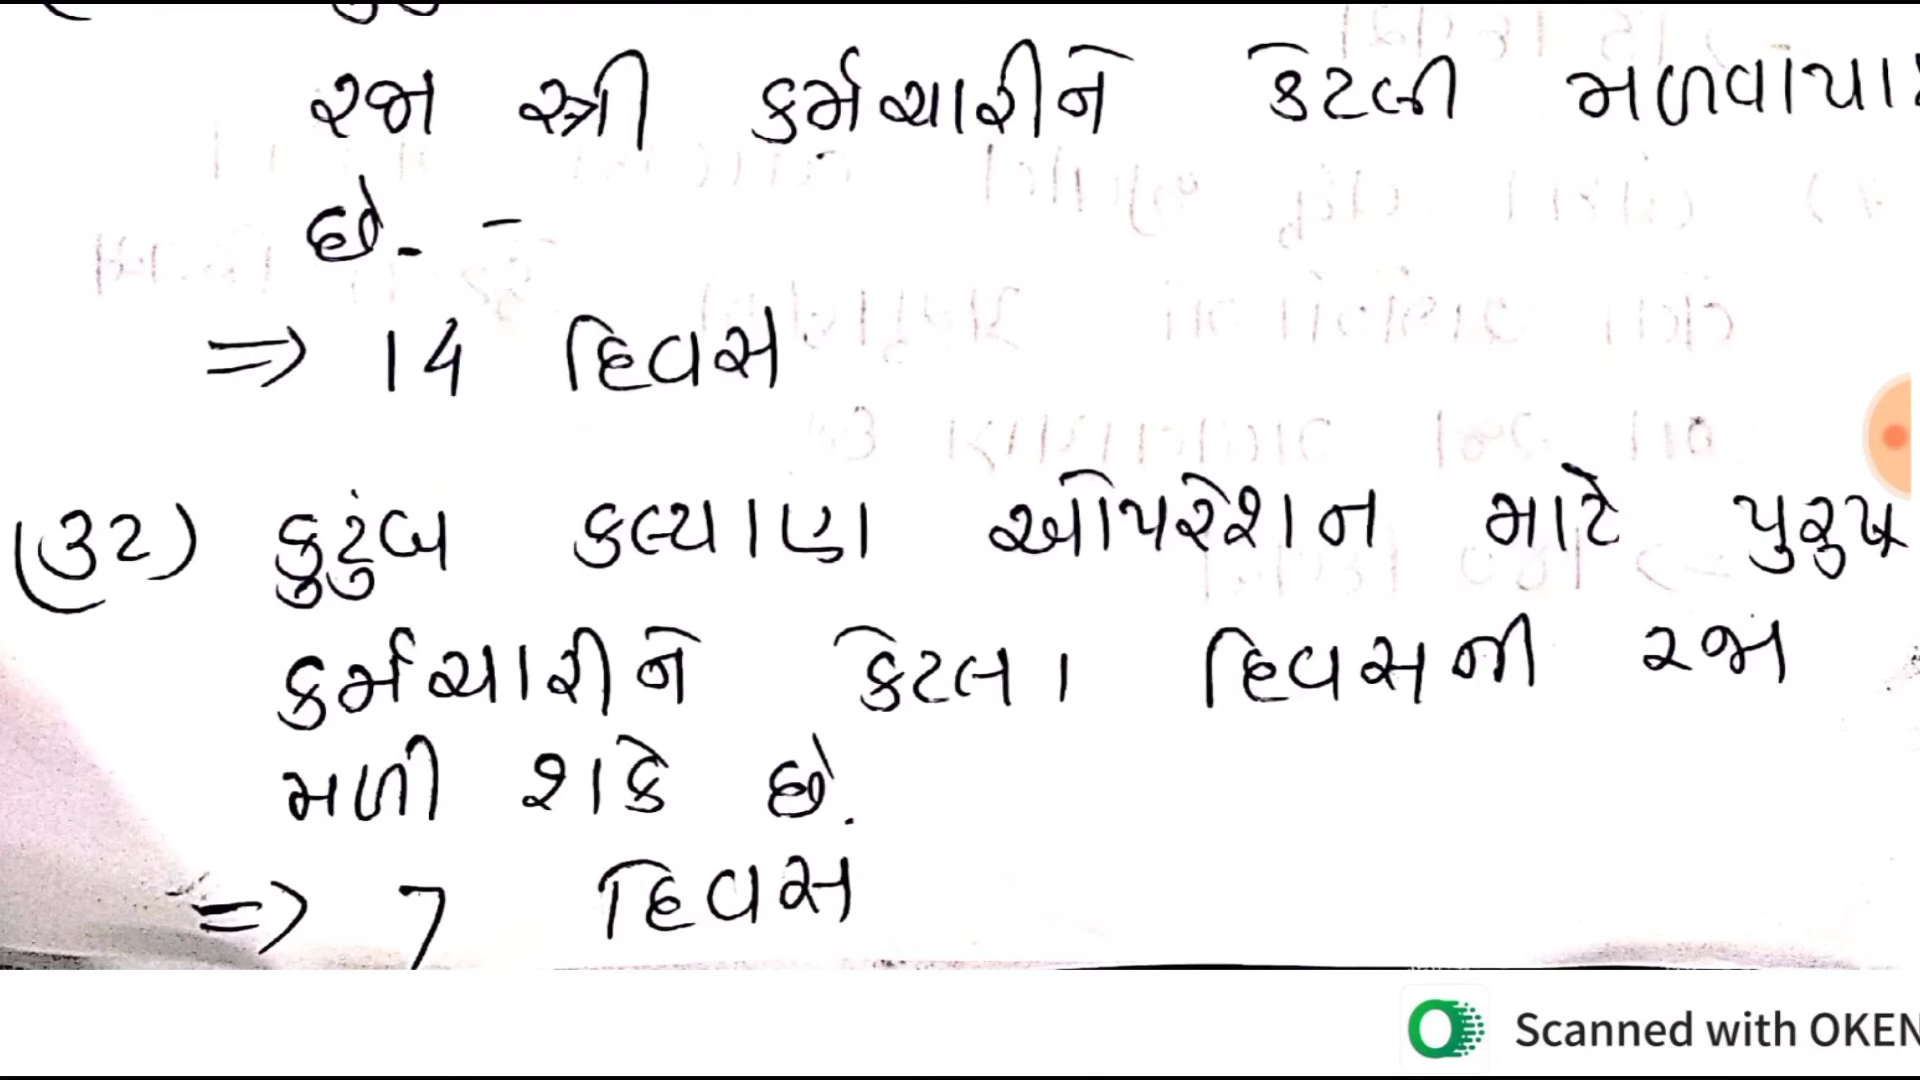 રજા સ્ત્રી કર્મચારીને કેટલી મળવાપા
છે. -
=> 14 દિવસ
(૩૨) કુટુંબ કલ્યાણ ઓપરેશન માટે પુરુષ
કર્મચારીને કેટલા દિવસની રજા
મળી શકે છે.
=> 7 દિવસ
Scanned with OKEN